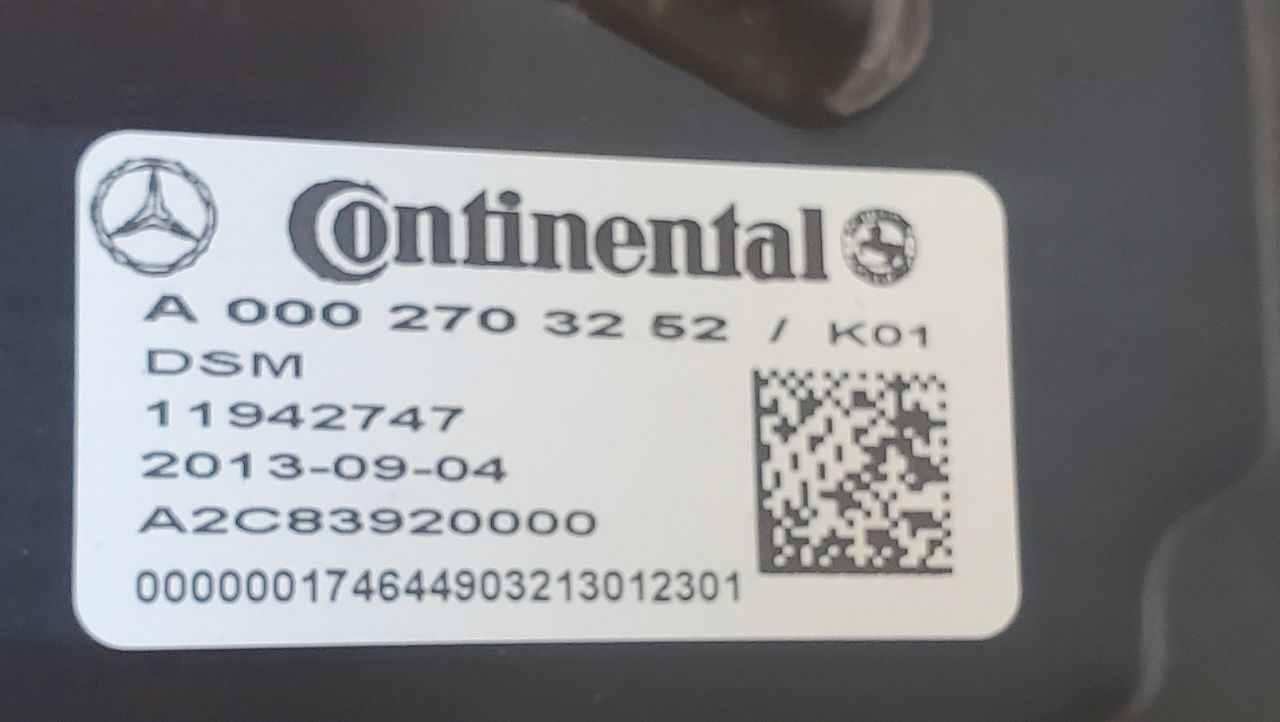 Continental
A 000 270 32 52 / K01
DSM
11942747
2013-09-04
A2C83920000
000000174644903213012301